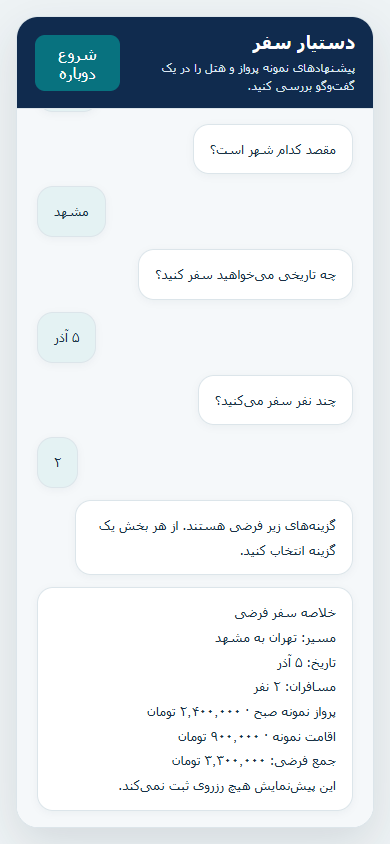 دستیار سفر
پیشنهادهای نمونه پرواز و هتل را در یک
گفت‌وگو بررسی کنید.
شروع
دوباره
مقصد کدام شهر است؟
مشهد
چه تاریخی می‌خواهید سفر کنید؟
۵ آذر
چند نفر سفر می‌کنید؟
۲
گزینه‌های زیر فرضی هستند. از هر بخش یک
گزینه انتخاب کنید.
خلاصه سفر فرضی
مسیر: تهران به مشهد
تاریخ: ۵ آذر
مسافران: ۲ نفر
پرواز نمونه صبح · ۲,۴۰۰,۰۰۰ تومان
اقامت نمونه · ۹۰۰,۰۰۰ تومان
جمع فرضی: ۳,۳۰۰,۰۰۰ تومان
این پیش‌نمایش هیچ رزروی ثبت نمی‌کند.